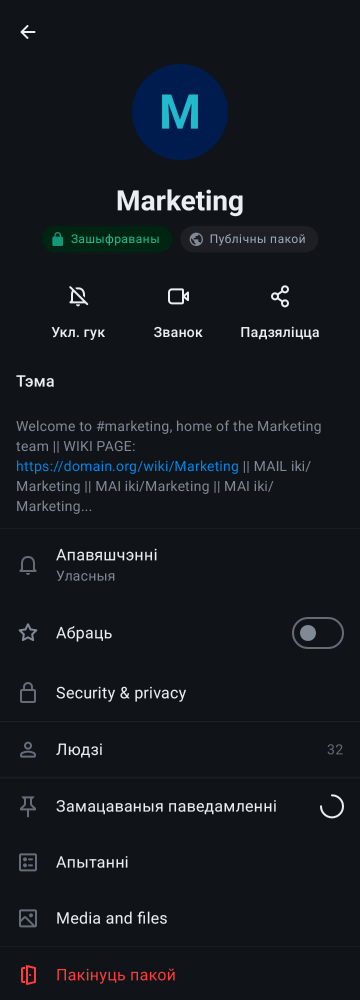 M
Marketing
Зашыфраваны
Публічны пакой
Укл. гук
Званок
Падзяліцца
Тэма
Welcome to #marketing, home of the Marketing
team || WIKI PAGE:
https://domain.org/wiki/Marketing || MAIL iki/
Marketing || MAI iki/Marketing || MAI iki/
Marketing...
Апавяшчэнні
Уласныя
Абраць
Security & privacy
Людзі
32
Замацаваныя паведамленні
Апытанні
Media and files
Пакінуць пакой